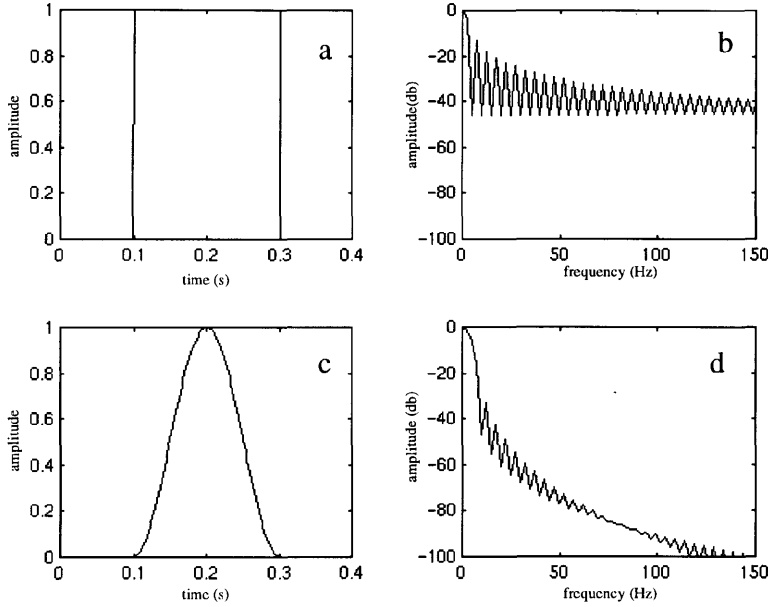 1
0.8
0.6
0.4
0.2
0
amplitude
a
0 0.1 0.2 0.3 0.4
time (s)
0
−20
−40
−60
−80
−100
amplitude(db)
b
0 50 100 150
frequency (Hz)
1
0.8
0.6
0.4
0.2
0
amplitude
c
0 0.1 0.2 0.3 0.4
time (s)
0
−20
−40
−60
−80
−100
amplitude (db)
d
0 50 100 150
frequency (Hz)